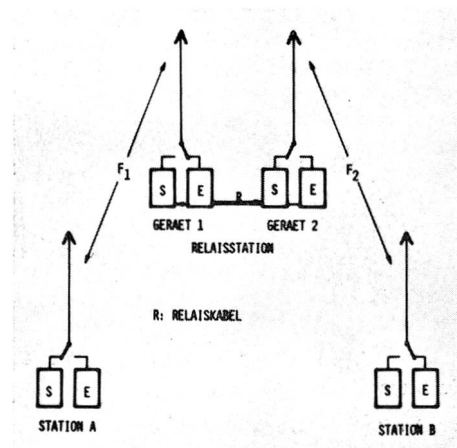 F1
F2
S E
R
S E
GERAET 1
GERAET 2
RELAISSTATION
R: RELAISKABEL
S E
S E
STATION A
STATION B